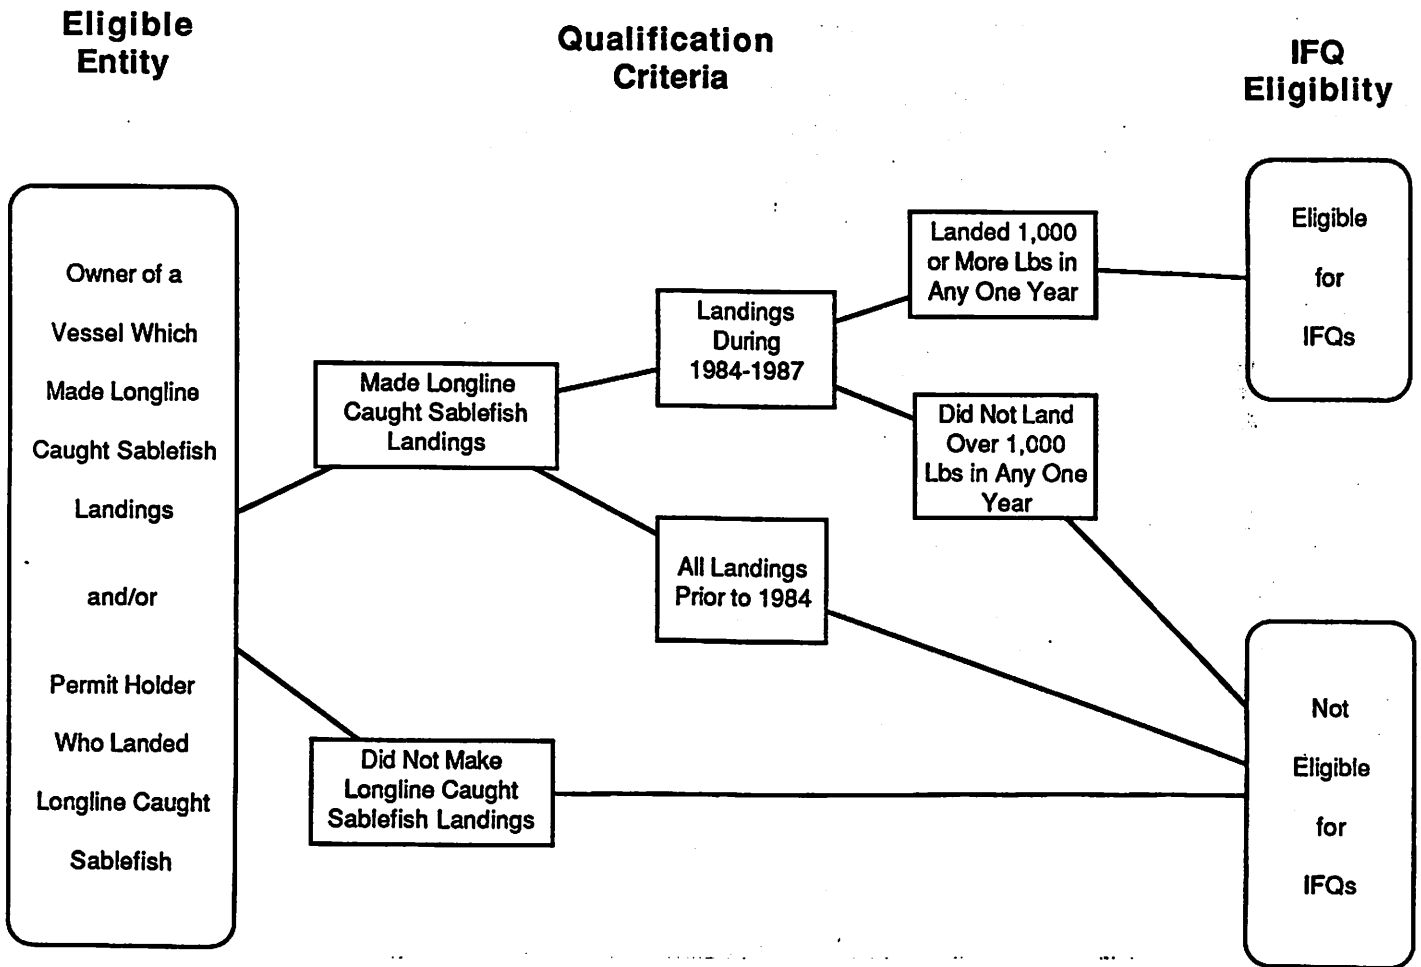 Eligible
Entity
Qualification
Criteria
IFQ
Eligiblity
Owner of a
Vessel Which
Made Longline
Caught Sablefish
Landings
and/or
Permit Holder
Who Landed
Longline Caught
Sablefish
Made Longline
Caught Sablefish
Landings
Did Not Make
Longline Caught
Sablefish Landings
Landings
During
1984-1987
All Landings
Prior to 1984
Landed 1,000
or More Lbs in
Any One Year
Did Not Land
Over 1,000
Lbs in Any One
Year
Eligible
for
IFQs
Not
Eligible
for
IFQs